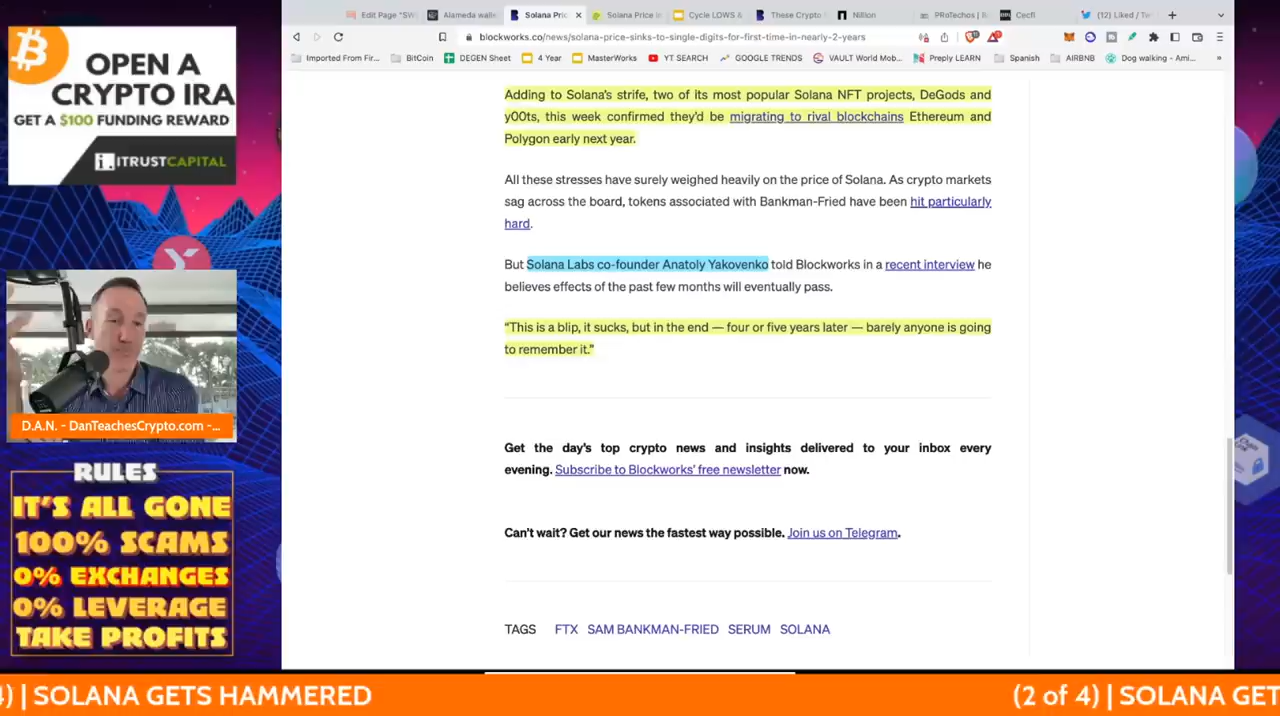 OPEN A
CRYPTO IRA
GET A $100 FUNDING REWARD
i. ITRUSTCAPITAL
D.A.N. - DanTeachesCrypto.com -...
RULES
IT'S ALL GONE
100% SCAMS
0% EXCHANGES
0% LEVERAGE
TAKE PROFITS
Edit Page "SW
Alameda walle
Solana Pric
Solana Price i
Cycle LOWS &
These Crypto
Nillion
PRoTechos | B
Cecfl
(12) Liked / Tw
blockworks.co/news/solana-price-sinks-to-single-digits-for-first-time-in-nearly-2-years
Imported From Fir...
BitCoin
DEGEN Sheet
4 Year
MasterWorks
YT SEARCH
GOOGLE TRENDS
VAULT World Mob...
Preply LEARN
Spanish
AIRBNB
Dog walking - Ami...
»
Adding to Solana's strife, two of its most popular Solana NFT projects, DeGods and
y00ts, this week confirmed they'd be migrating to rival blockchains Ethereum and
Polygon early next year.
All these stresses have surely weighed heavily on the price of Solana. As crypto markets
sag across the board, tokens associated with Bankman-Fried have been hit particularly
hard.
But Solana Labs co-founder Anatoly Yakovenko told Blockworks in a recent interview he
believes effects of the past few months will eventually pass.
"This is a blip, it sucks, but in the end — four or five years later — barely anyone is going
to remember it."
Get the day's top crypto news and insights delivered to your inbox every
evening. Subscribe to Blockworks' free newsletter now.
Can't wait? Get our news the fastest way possible. Join us on Telegram.
TAGS FTX SAM BANKMAN-FRIED SERUM SOLANA
4) | SOLANA GETS HAMMERED
(2 of 4) | SOLANA GET